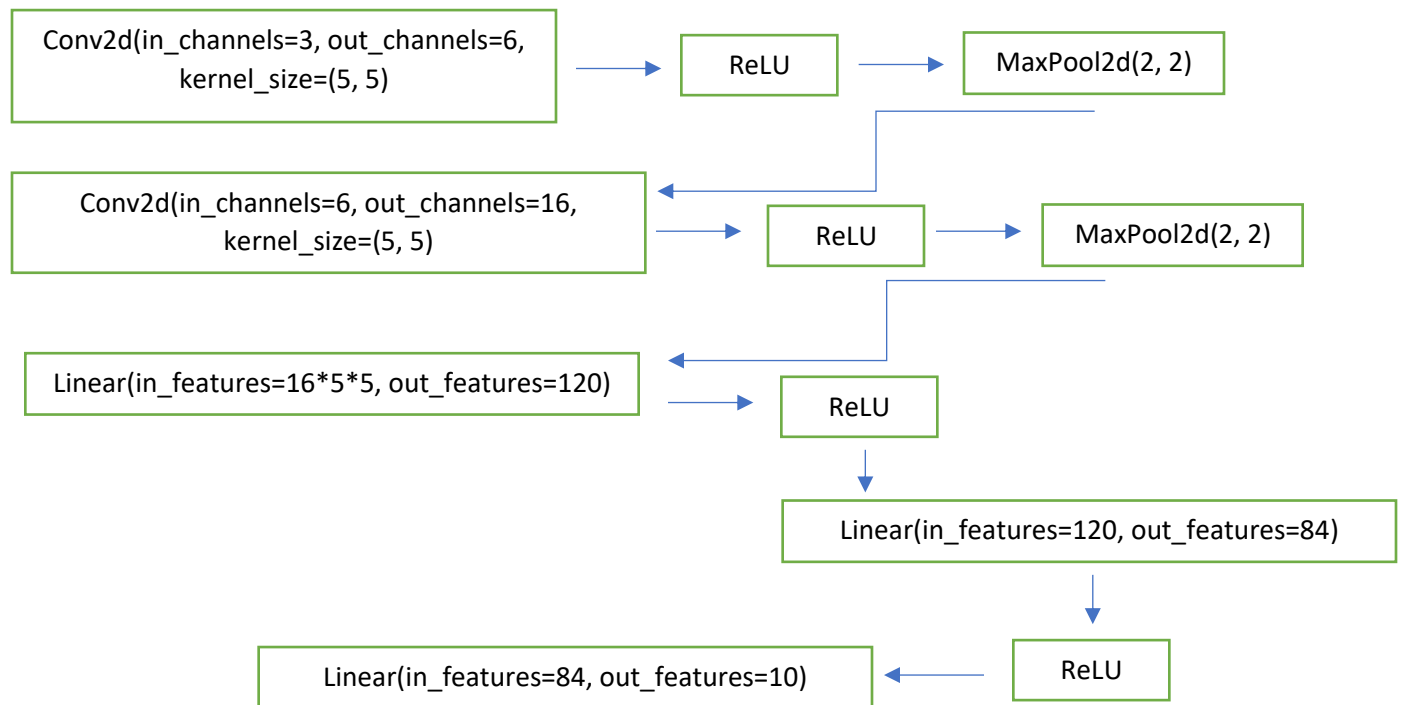 Conv2d(in_channels=3, out_channels=6,
kernel_size=(5, 5)
ReLU
MaxPool2d(2, 2)
Conv2d(in_channels=6, out_channels=16,
kernel_size=(5, 5)
ReLU
MaxPool2d(2, 2)
Linear(in_features=16*5*5, out_features=120)
ReLU
Linear(in_features=120, out_features=84)
ReLU
Linear(in_features=84, out_features=10)